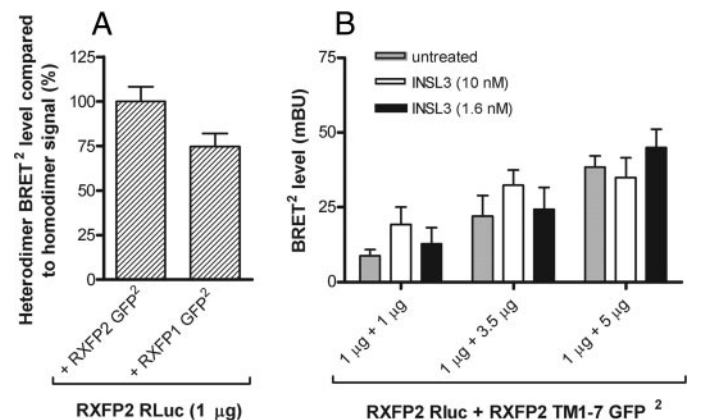 A
Heterodimer BRET² level compared
to homodimer signal (%)
125
100
75
50
25
0
+ RXFP2 GFP²
+ RXFP1 GFP²
RXFP2 RLuc (1 µg)
B
BRET² level (mBU)
75
50
25
0
untreated
INSL3 (10 nM)
INSL3 (1.6 nM)
1 µg + 1 µg
1 µg + 3.5 µg
1 µg + 5 µg
RXFP2 Rluc + RXFP2 TM1-7 GFP ²